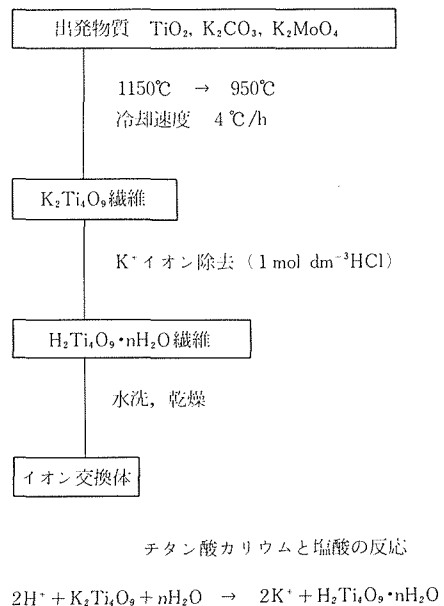 出発物質 TiO₂, K₂CO₃, K₂MoO₄
1150℃ → 950℃
冷却速度 4℃/h
K₂Ti₄O₉繊維
K⁺イオン除去（1 mol dm⁻³HCl）
H₂Ti₄O₉・nH₂O繊維
水洗，乾燥
イオン交換体
チタン酸カリウムと塩酸の反応
2H⁺＋K₂Ti₄O₉＋nH₂O → 2K⁺＋H₂Ti₄O₉・nH₂O